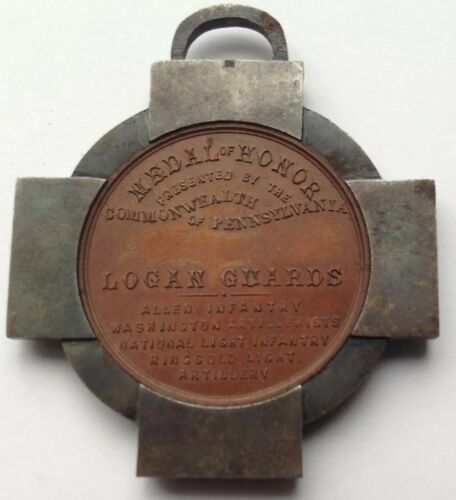 MEDAL OF HONOR
PRESENTED BY THE
COMMONWEALTH
OF PENNSYLVANIA
LOGAN GUARDS
ALLEN INFANTRY
WASHINGTON ARTILLERISTS
NATIONAL LIGHT INFANTRY
RINGGOLD LIGHT
ARTILLERY